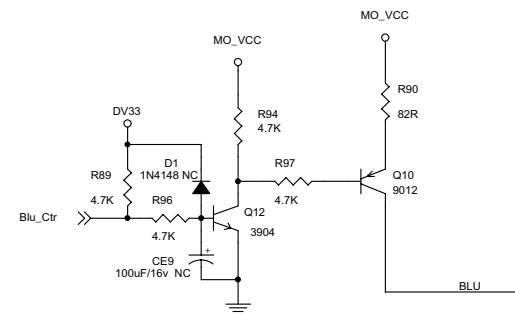 MO_VCC
MO_VCC
R90
82R
DV33
R94
4.7K
D1
1N4148 NC
R89
4.7K
R96
4.7K
R97
4.7K
Q10
9012
Blu_Ctr
Q12
3904
CE9
+
100uF/16v NC
BLU